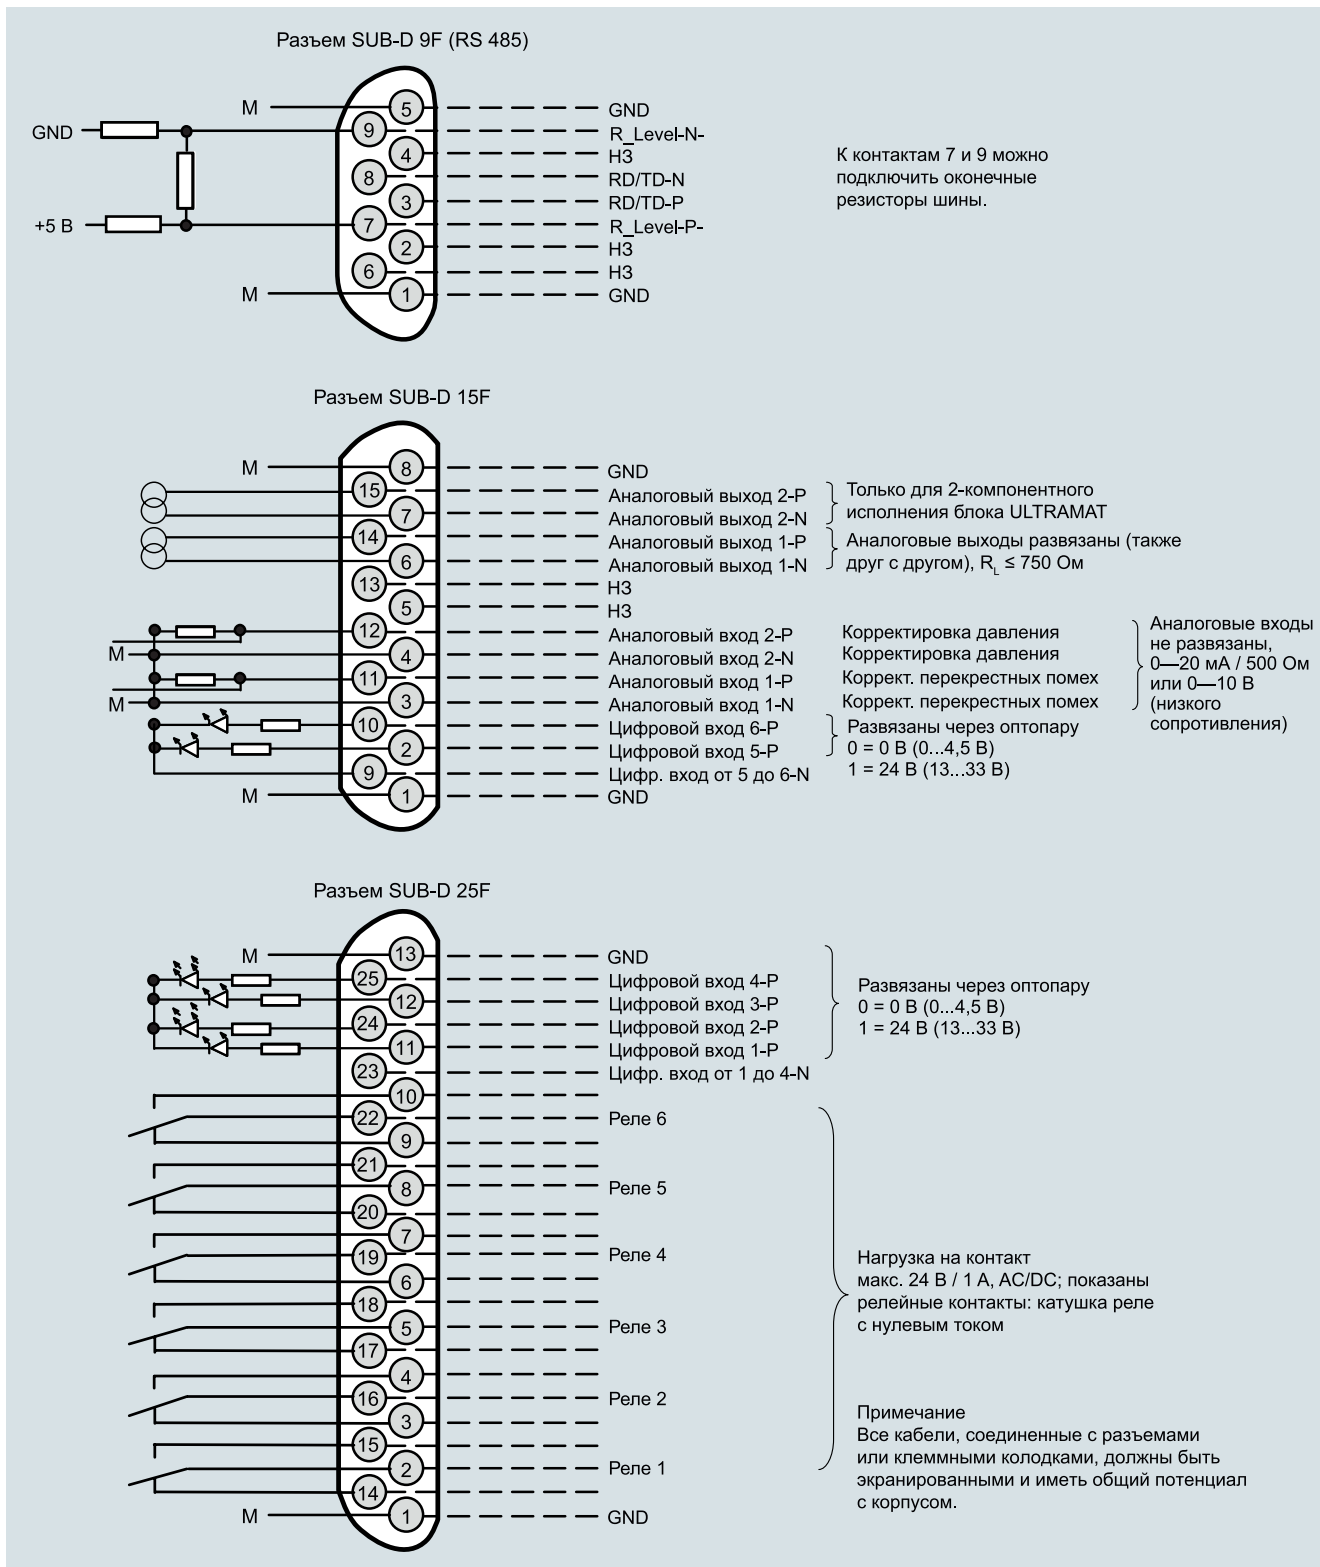 Разъем SUB-D 9F (RS 485)
M
5
GND
GND
9
R_Level-N-
4
НЗ
8
RD/TD-N
3
RD/TD-P
+5 В
7
R_Level-P-
2
НЗ
6
НЗ
M
1
GND
К контактам 7 и 9 можно
подключить оконечные
резисторы шины.
Разъем SUB-D 15F
M
8
GND
15
Аналоговый выход 2-P
7
Аналоговый выход 2-N
Только для 2-компонентного
исполнения блока ULTRAMAT
14
Аналоговый выход 1-P
6
Аналоговый выход 1-N
Аналоговые выходы развязаны (также
друг с другом), R_L ≤ 750 Ом
13
НЗ
5
НЗ
12
Аналоговый вход 2-P
Корректировка давления
M
4
Аналоговый вход 2-N
Корректировка давления
11
Аналоговый вход 1-P
Коррект. перекрестных помех
M
3
Аналоговый вход 1-N
Коррект. перекрестных помех
Аналоговые входы
не развязаны,
0—20 мА / 500 Ом
или 0—10 В
(низкого
сопротивления)
10
Цифровой вход 6-P
2
Цифровой вход 5-P
9
Цифр. вход от 5 до 6-N
Развязаны через оптопару
0 = 0 В (0...4,5 В)
1 = 24 В (13...33 В)
M
1
GND
Разъем SUB-D 25F
M
13
GND
25
Цифровой вход 4-P
12
Цифровой вход 3-P
24
Цифровой вход 2-P
11
Цифровой вход 1-P
23
Цифр. вход от 1 до 4-N
Развязаны через оптопару
0 = 0 В (0...4,5 В)
1 = 24 В (13...33 В)
10
22
Реле 6
9
21
8
Реле 5
20
7
19
Реле 4
6
18
5
Реле 3
17
4
16
Реле 2
3
15
2
Реле 1
14
M
1
GND
Нагрузка на контакт
макс. 24 В / 1 А, AC/DC; показаны
релейные контакты: катушка реле
с нулевым током
Примечание
Все кабели, соединенные с разъемами
или клеммными колодками, должны быть
экранированными и иметь общий потенциал
с корпусом.